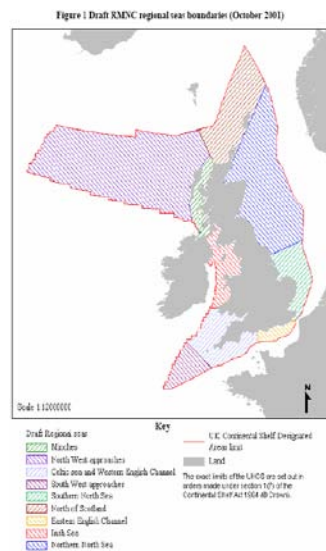 Figure 1 Draft RMNC regional seas boundaries (October 2001)
Scale 1:12000000
Key
Draft Regional seas
Minches
North West approaches
Celtic sea and Western English Channel
South West approaches
Southern North Sea
North of Scotland
Eastern English Channel
Irish Sea
Northern North Sea
U.K. Continental Shelf Designated
Areas limit
Land
The exact limits of the UKCS are set out in
orders made under section 1(7) of the
Continental Shelf Act 1964
N